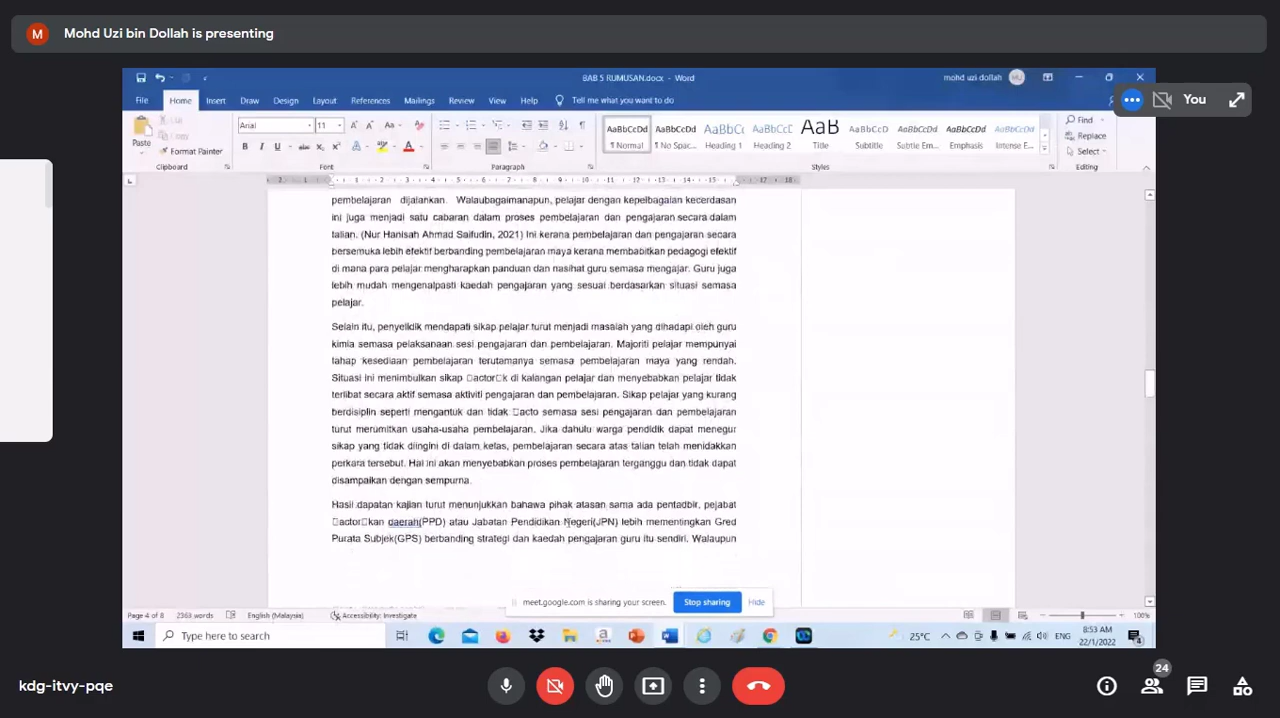 M Mohd Uzi bin Dollah is presenting
BAB 5 RUMUSAN.docx - Word
mohd uzi dollah
MU
File Home Insert Draw Design Layout References Mailings Review View Help Tell me what you want to do
You
Cut
Copy
Paste
Format Painter
Arial 11
AaBbCcDd AaBbCcDd AaBbCc AaBbCcD AaB AaBbCcD AaBbCcDd AaBbCcDd AaBbCcDd
¶ Normal ¶ No Spac... Heading 1 Heading 2 Title Subtitle Subtle Em... Emphasis Intense E...
Find
Replace
Select
Clipboard Font Paragraph Styles Editing
pembelajaran dijalankan. Walaubagaimanapun, pelajar dengan kepelbagaian kecerdasan
ini juga menjadi satu cabaran dalam proses pembelajaran dan pengajaran secara dalam
talian. (Nur Hanisah Ahmad Saifudin, 2021) Ini kerana pembelajaran dan pengajaran secara
bersemuka lebih efektif berbanding pembelajaran maya kerana membabitkan pedagogi efektif
di mana para pelajar mengharapkan panduan dan nasihat guru semasa mengajar. Guru juga
lebih mudah mengenalpasti kaedah pengajaran yang sesuai berdasarkan situasi semasa
pelajar.
Selain itu, penyelidik mendapati sikap pelajar turut menjadi masalah yang dihadapi oleh guru
kimia semasa pelaksanaan sesi pengajaran dan pembelajaran. Majoriti pelajar mempunyai
tahap kesediaan pembelajaran terutamanya semasa pembelajaran maya yang rendah.
Situasi ini menimbulkan sikap □actor□k di kalangan pelajar dan menyebabkan pelajar tidak
terlibat secara aktif semasa aktiviti pengajaran dan pembelajaran. Sikap pelajar yang kurang
berdisiplin seperti mengantuk dan tidak □acto semasa sesi pengajaran dan pembelajaran
turut merumitkan usaha-usaha pembelajaran. Jika dahulu warga pendidik dapat menegur
sikap yang tidak diingini di dalam kelas, pembelajaran secara atas talian telah menidakkan
perkara tersebut. Hal ini akan menyebabkan proses pembelajaran terganggu dan tidak dapat
disampaikan dengan sempurna.
Hasil dapatan kajian turut menunjukkan bahawa pihak atasan sama ada pentadbir, pejabat
□actor□kan daerah(PPD) atau Jabatan Pendidikan Negeri(JPN) lebih mementingkan Gred
Purata Subjek(GPS) berbanding strategi dan kaedah pengajaran guru itu sendiri. Walaupun
meet.google.com is sharing your screen. Stop sharing Hide
Page 4 of 8 2363 words English (Malaysia) Accessibility: Investigate 100%
Type here to search
25°C ENG 8:53 AM
22/1/2022
4
kdg-itvy-pqe
24